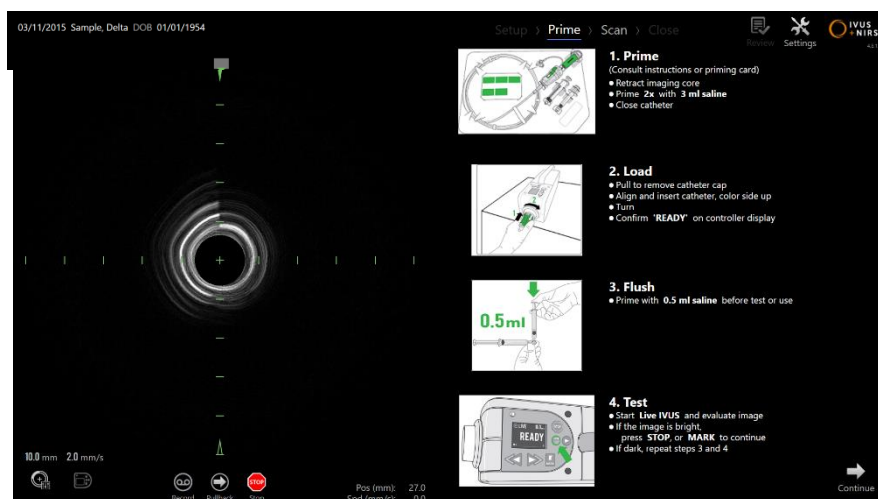 03/11/2015 Sample, Delta DOB 01/01/1954
Setup › Prime › Scan › Close
Review
Settings
IVUS
+NIRS
1. Prime
(Consult instructions or priming card)
● Retract imaging core
● Prime 2x with 3 ml saline
● Close catheter
2. Load
● Pull to remove catheter cap
● Align and insert catheter, color side up
● Turn
● Confirm 'READY' on controller display
1
2
3. Flush
● Prime with 0.5 ml saline before test or use
0.5ml
4. Test
● Start Live IVUS and evaluate image
● If the image is bright,
press STOP, or MARK to continue
● If dark, repeat steps 3 and 4
READY
10.0 mm 2.0 mm/s
STOP
Record
Pullback
Stop
Pos (mm): 27.0
Spd (mm/s): 0.0
Continue